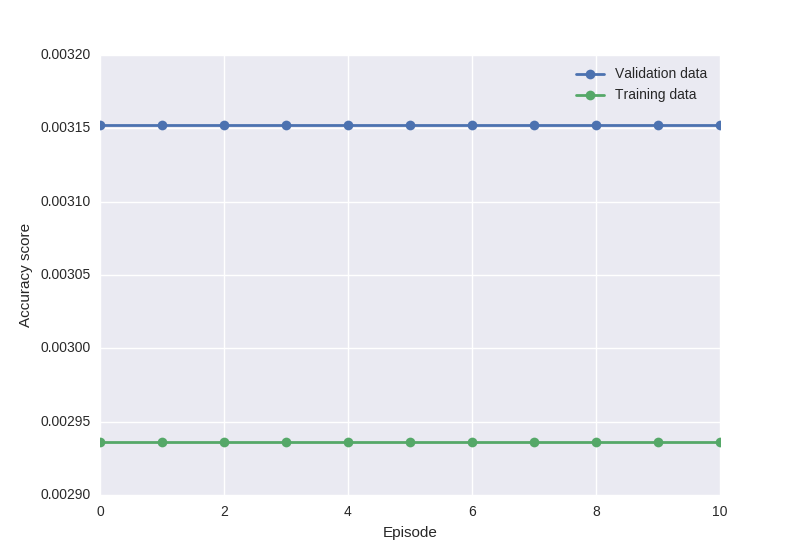 0.00320
0.00315
0.00310
0.00305
0.00300
0.00295
0.00290
Accuracy score
Validation data
Training data
0 2 4 6 8 10
Episode